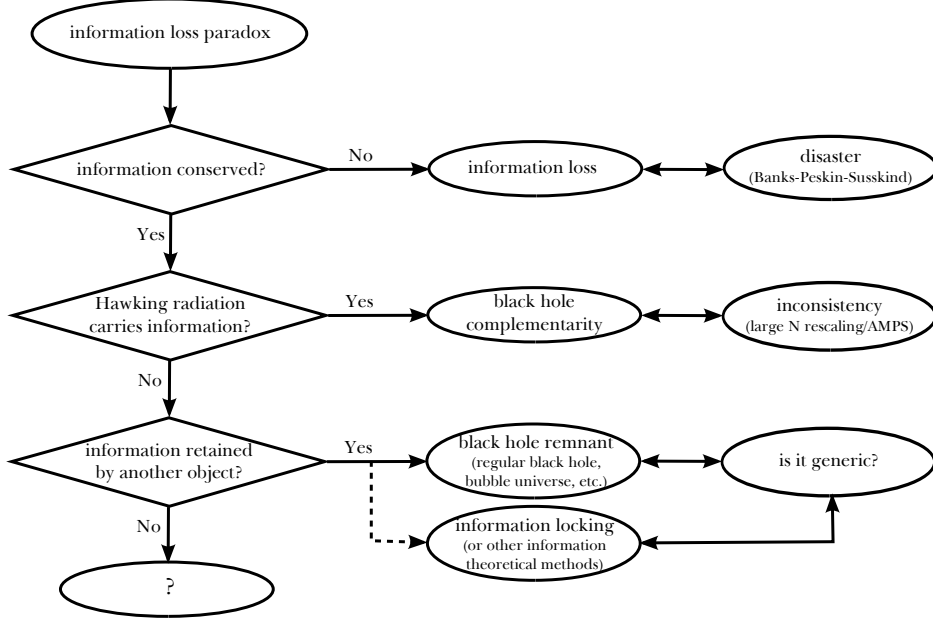 information loss paradox
information conserved?
No
information loss
disaster
(Banks-Peskin-Susskind)
Yes
Hawking radiation
carries information?
Yes
black hole
complementarity
inconsistency
(large N rescaling/AMPS)
No
information retained
by another object?
Yes
black hole remnant
(regular black hole,
bubble universe, etc.)
is it generic?
information locking
(or other information
theoretical methods)
No
?